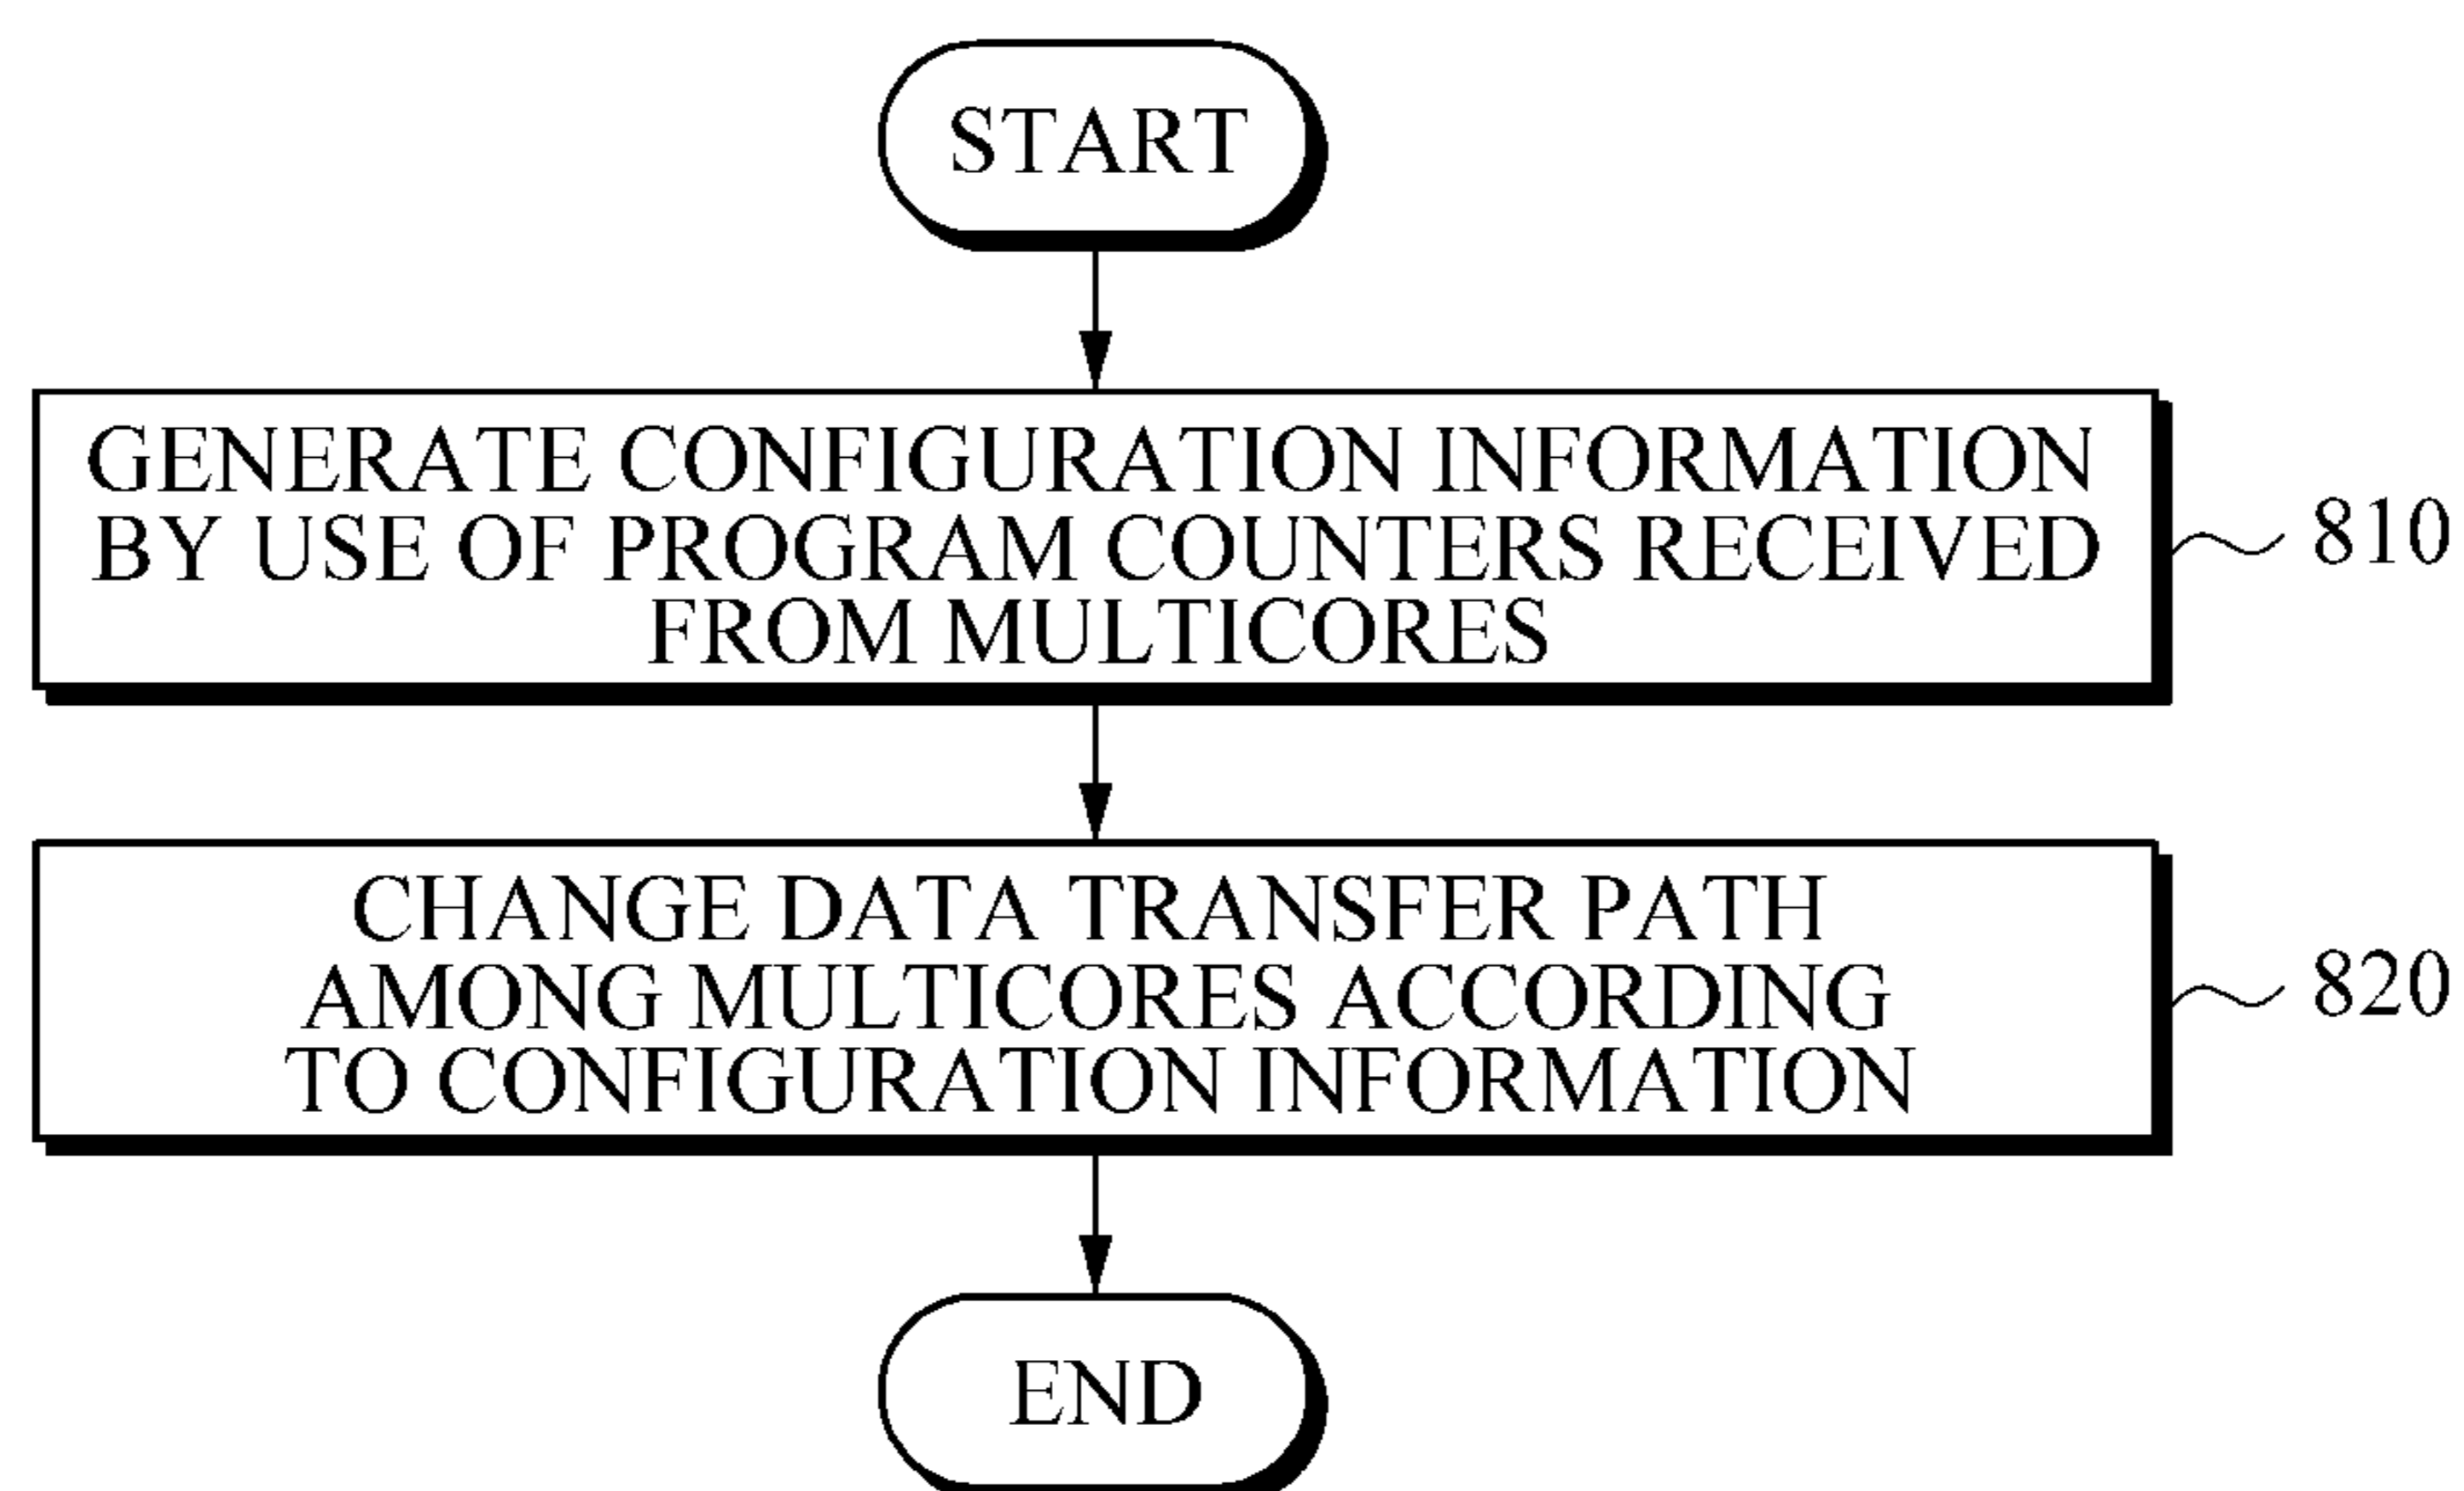 START
GENERATE CONFIGURATION INFORMATION
BY USE OF PROGRAM COUNTERS RECEIVED
FROM MULTICORES
810
CHANGE DATA TRANSFER PATH
AMONG MULTICORES ACCORDING
TO CONFIGURATION INFORMATION
820
END